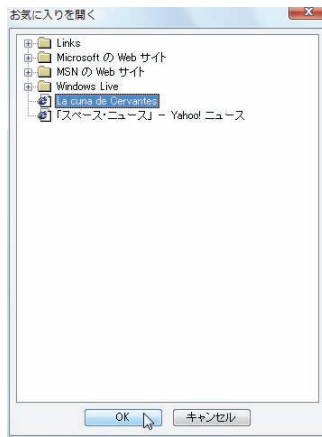 お気に入りを開く
Links
Microsoft の Web サイト
MSN の Web サイト
Windows Live
La cuna de Cervantes
「スペース・ニュース」 － Yahoo! ニュース
OK
キャンセル